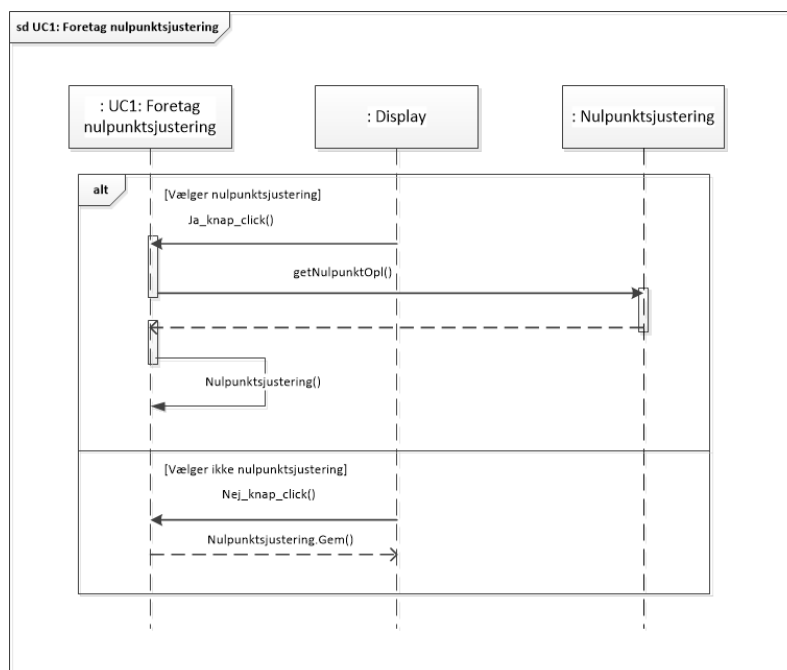 sd UC1: Foretag nulpunktsjustering
: UC1: Foretag
nulpunktsjustering
: Display
: Nulpunktsjustering
alt
[Vælger nulpunktsjustering]
Ja_knap_click()
getNulpunktOpl()
Nulpunktsjustering()
[Vælger ikke nulpunktsjustering]
Nej_knap_click()
Nulpunktsjustering.Gem()